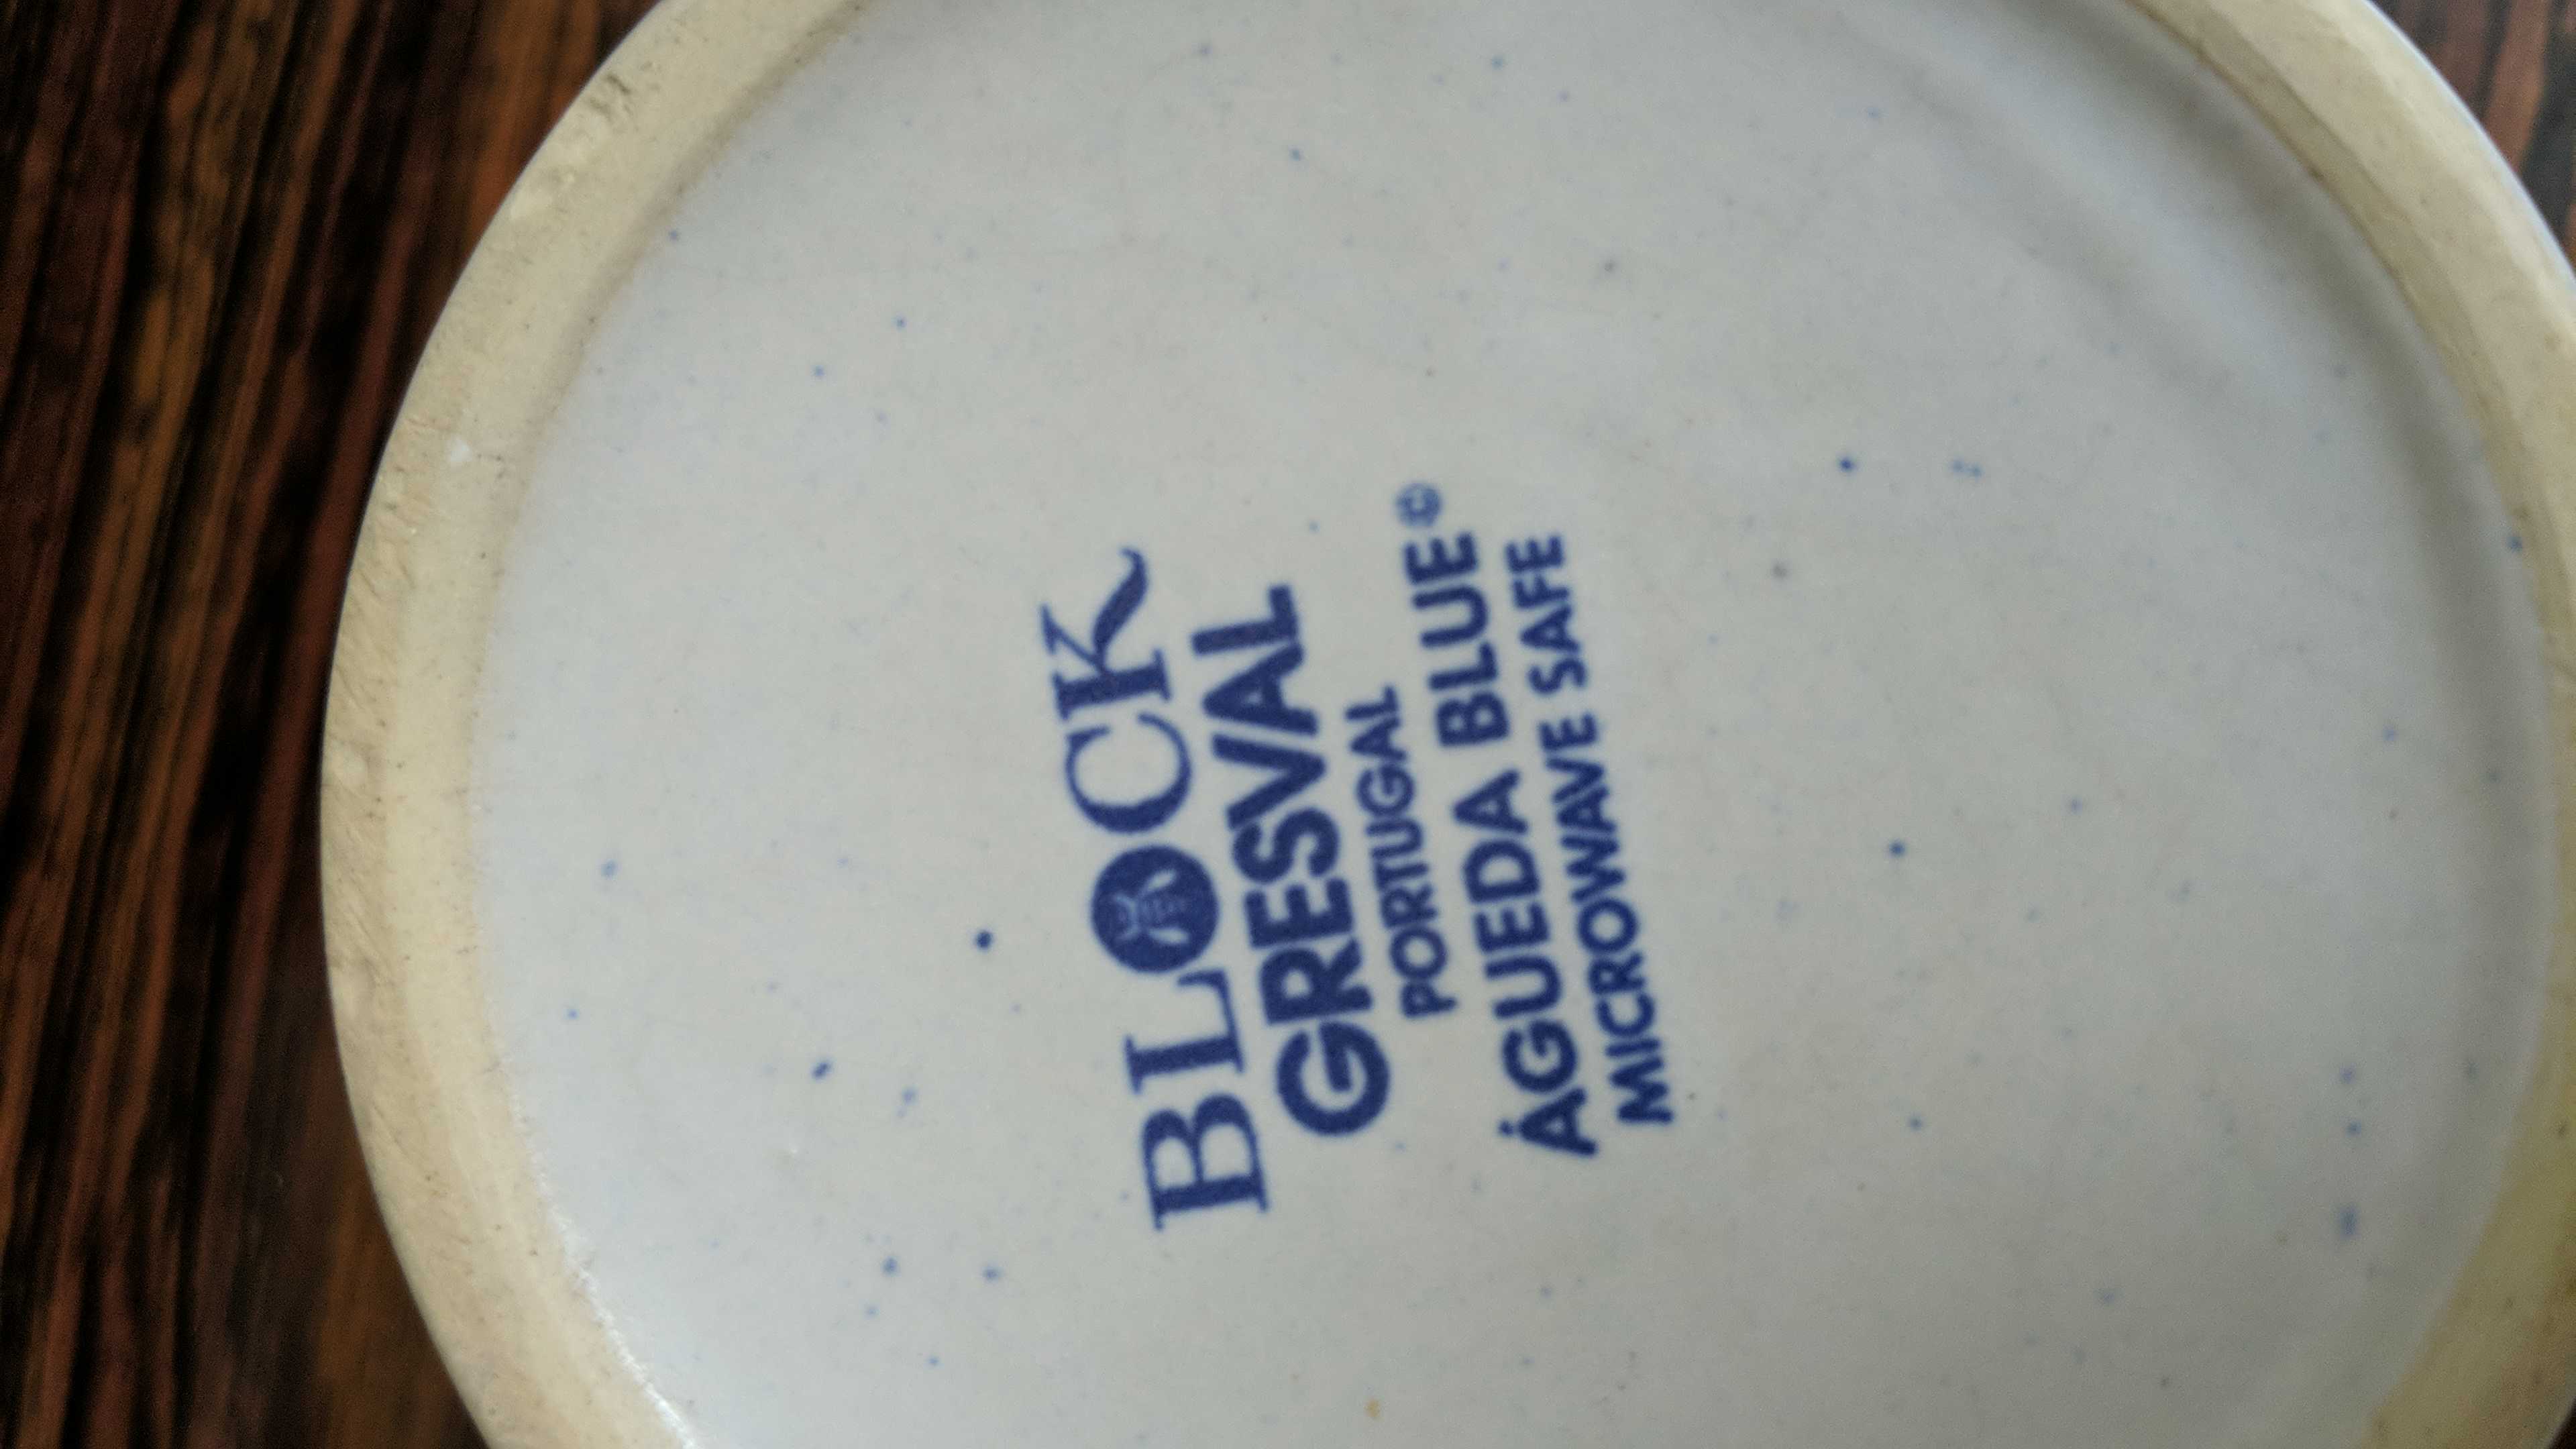 BLOCK
GRESVAL
PORTUGAL
ÁGUEDA BLUE©
MICROWAVE SAFE